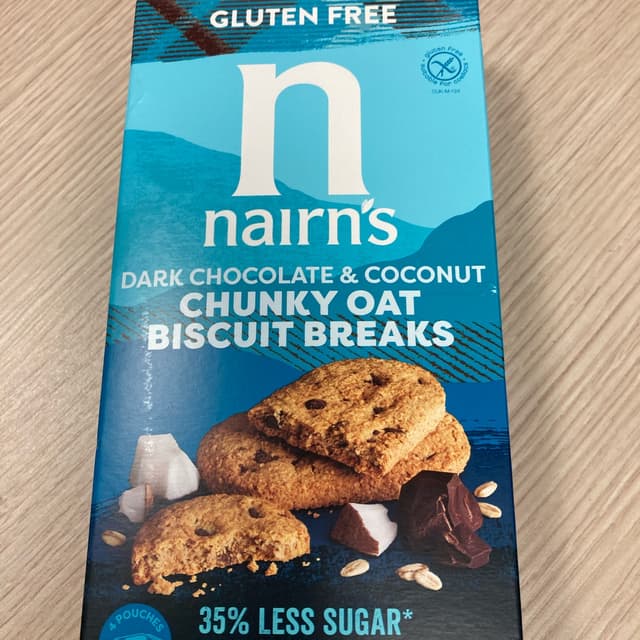 GLUTEN FREE
n
nairn's
DARK CHOCOLATE & COCONUT
CHUNKY OAT
BISCUIT BREAKS
35% LESS SUGAR*
4 POUCHES